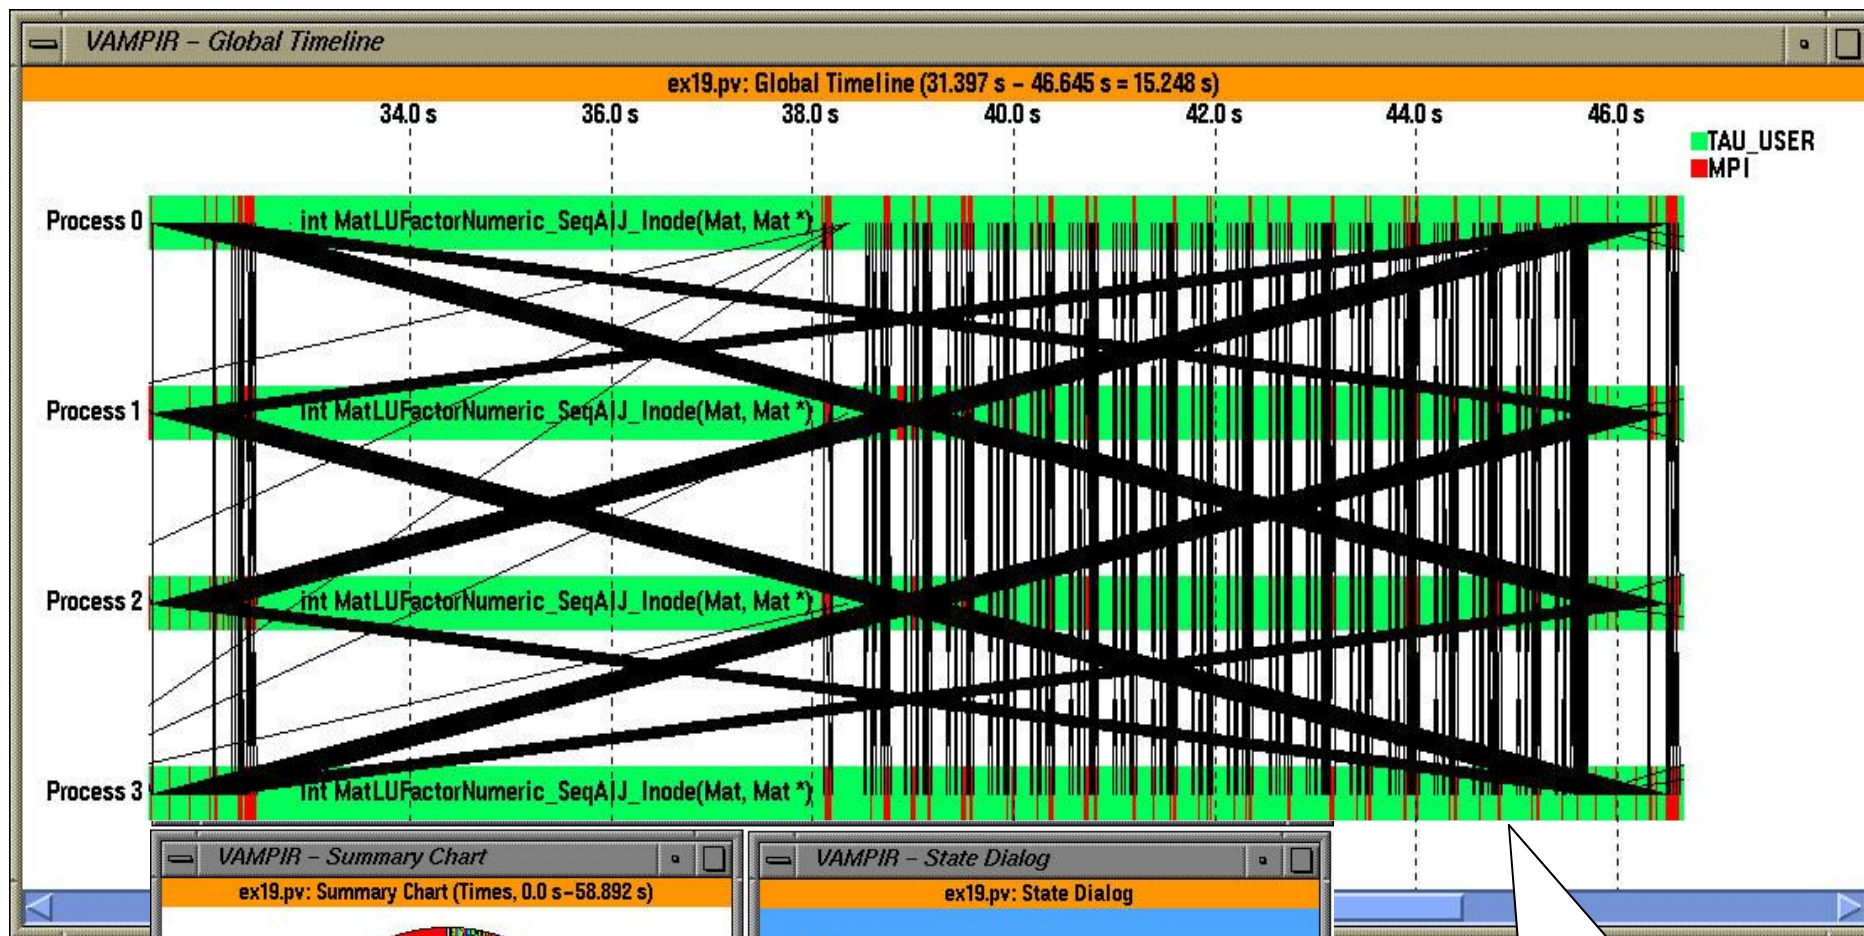 VAMPIR – Global Timeline
ex19.pv: Global Timeline (31.397 s – 46.645 s = 15.248 s)
34.0 s 36.0 s 38.0 s 40.0 s 42.0 s 44.0 s 46.0 s
TAU_USER
MPI
Process 0 int MatLUFactorNumeric_SeqAIJ_Inode(Mat, Mat *)
Process 1 int MatLUFactorNumeric_SeqAIJ_Inode(Mat, Mat *)
Process 2 int MatLUFactorNumeric_SeqAIJ_Inode(Mat, Mat *)
Process 3 int MatLUFactorNumeric_SeqAIJ_Inode(Mat, Mat *)
VAMPIR – Summary Chart
ex19.pv: Summary Chart (Times, 0.0 s–58.892 s)
VAMPIR – State Dialog
ex19.pv: State Dialog